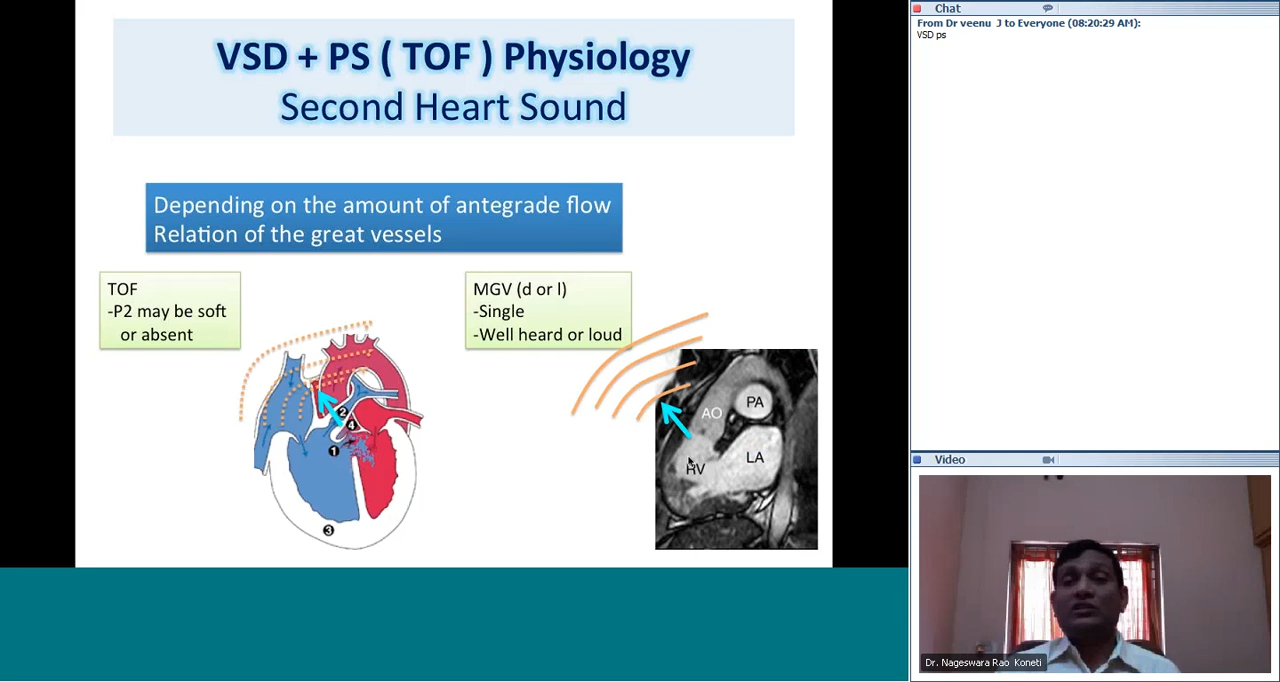 VSD + PS ( TOF ) Physiology
Second Heart Sound
Depending on the amount of antegrade flow
Relation of the great vessels
TOF
-P2 may be soft
or absent
MGV (d or l)
-Single
-Well heard or loud
2
4
1
3
AO
PA
RV
LA
Chat
From Dr veenu J to Everyone (08:20:29 AM):
VSD ps
Video
Dr. Nageswara Rao Koneti